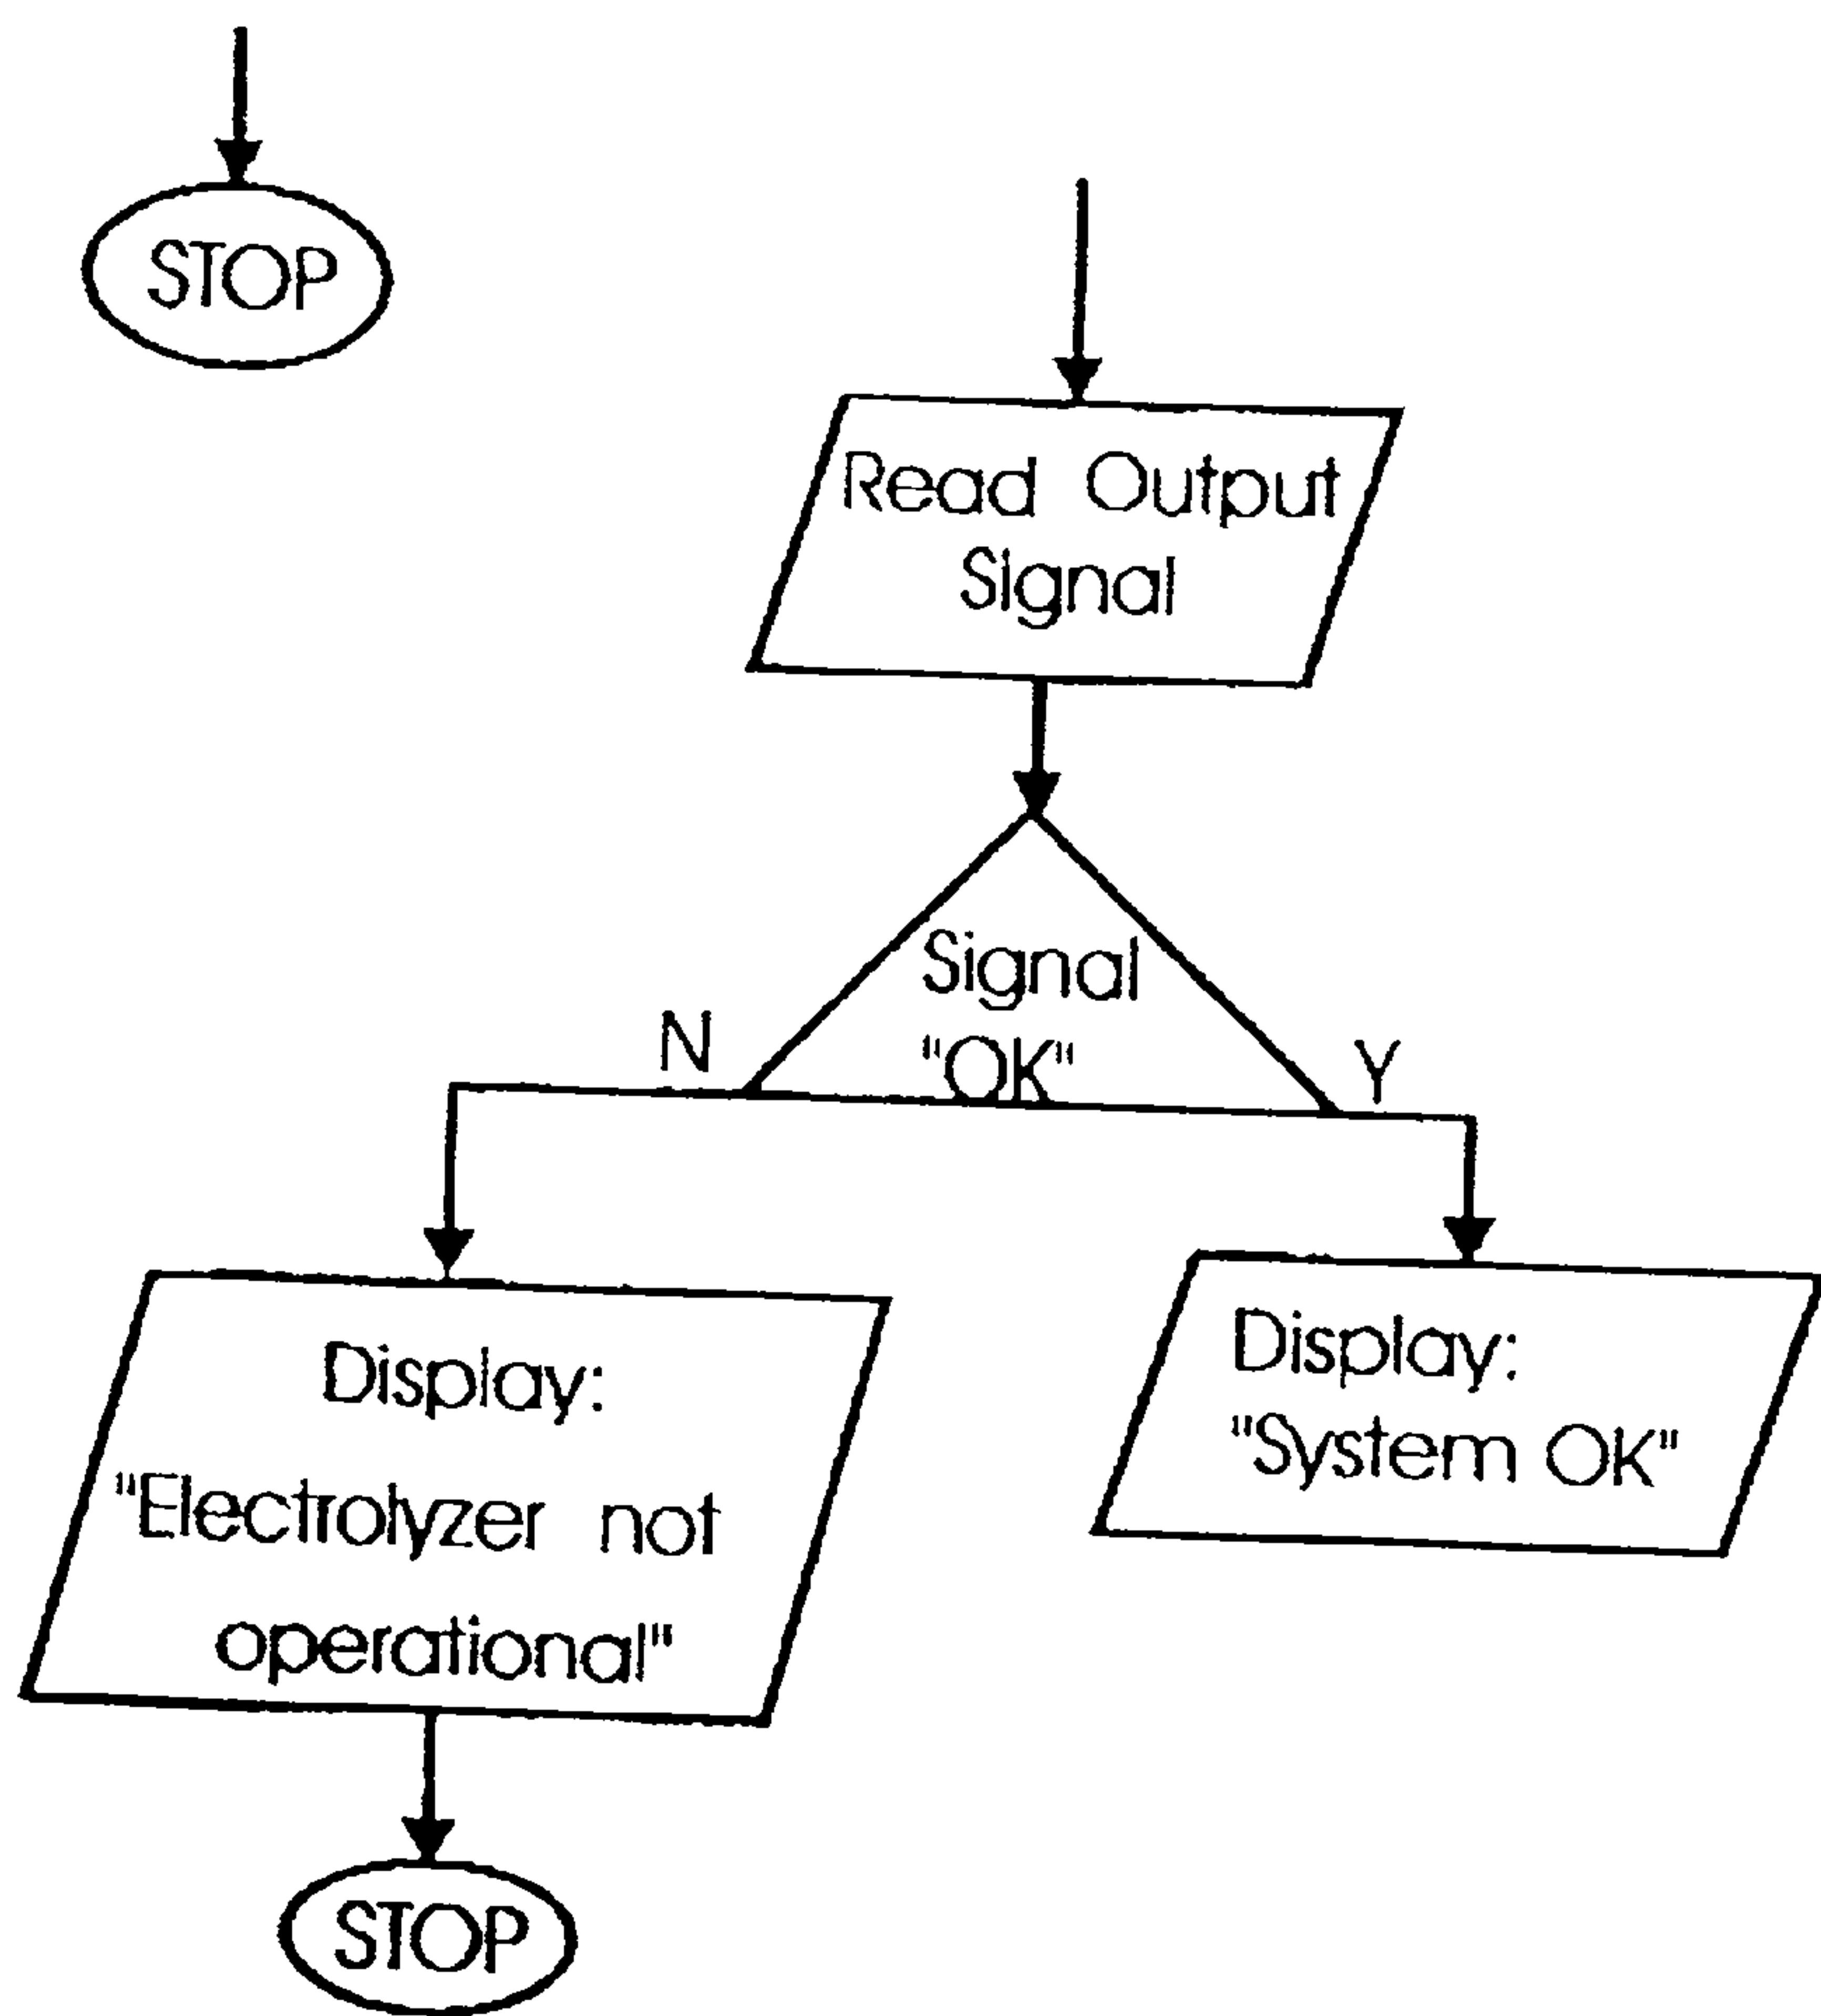 STOP
Read Output
Signal
Signal
"OK"
N
Y
Display:
"Electrolyzer not
operational"
Display:
"System OK"
STOP